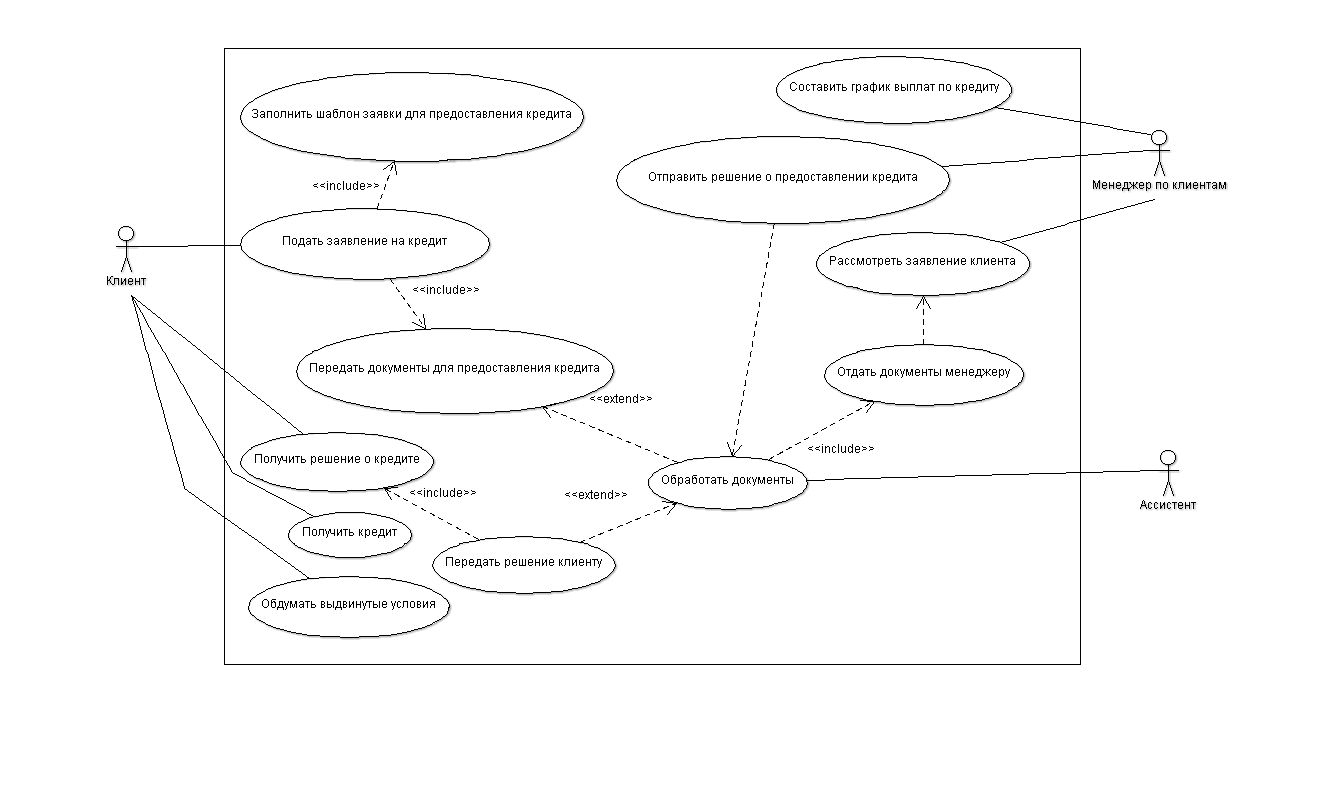 Составить график выплат по кредиту
Заполнить шаблон заявки для предоставления кредита
Отправить решение о предоставлении кредита
<<include>>
Менеджер по клиентам
Подать заявление на кредит
Рассмотреть заявление клиента
Клиент
<<include>>
Передать документы для предоставления кредита
Отдать документы менеджеру
<<extend>>
<<include>>
Получить решение о кредите
Обработать документы
<<include>>
<<extend>>
Ассистент
Получить кредит
Передать решение клиенту
Обдумать выдвинутые условия